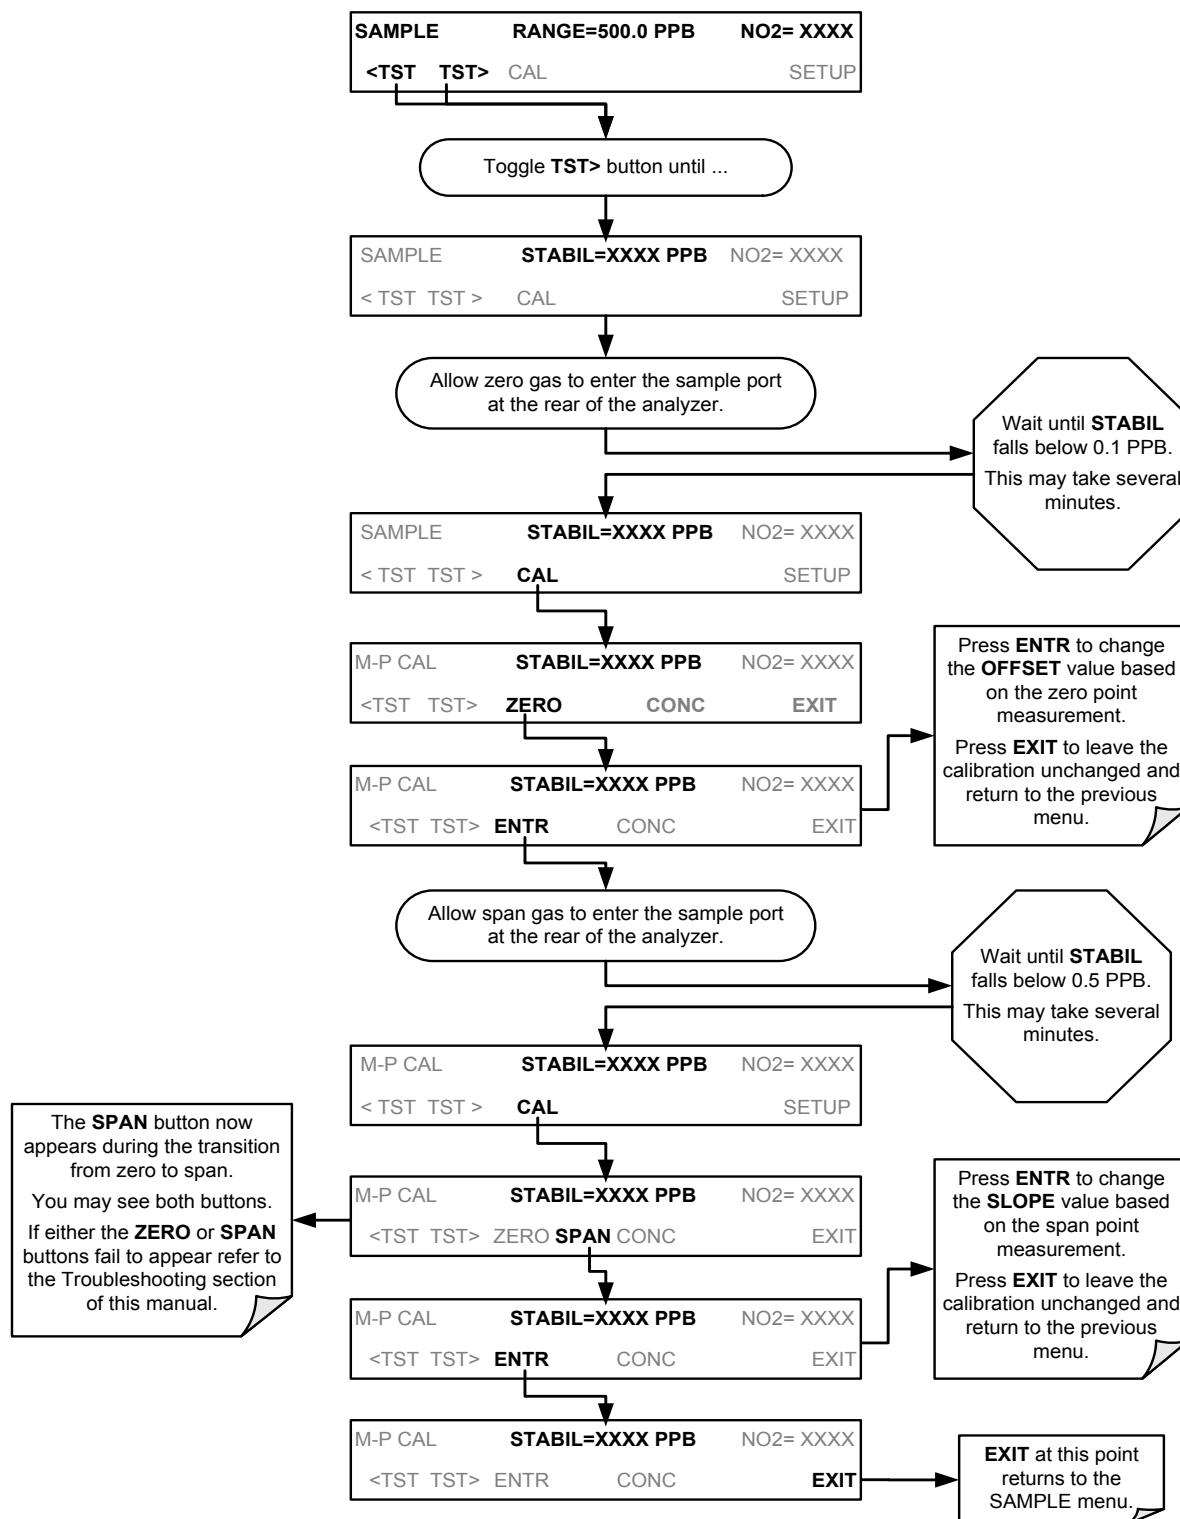 SAMPLE RANGE=500.0 PPB NO2= XXXX
<TST TST> CAL SETUP
Toggle TST> button until ...
SAMPLE STABIL=XXXX PPB NO2= XXXX
< TST TST > CAL SETUP
Allow zero gas to enter the sample port
at the rear of the analyzer.
Wait until STABIL
falls below 0.1 PPB.
This may take several
minutes.
SAMPLE STABIL=XXXX PPB NO2= XXXX
< TST TST > CAL SETUP
M-P CAL STABIL=XXXX PPB NO2= XXXX
<TST TST> ZERO CONC EXIT
Press ENTR to change
the OFFSET value based
on the zero point
measurement.
Press EXIT to leave the
calibration unchanged and
return to the previous
menu.
M-P CAL STABIL=XXXX PPB NO2= XXXX
<TST TST> ENTR CONC EXIT
Allow span gas to enter the sample port
at the rear of the analyzer.
Wait until STABIL
falls below 0.5 PPB.
This may take several
minutes.
M-P CAL STABIL=XXXX PPB NO2= XXXX
< TST TST > CAL SETUP
The SPAN button now
appears during the transition
from zero to span.
You may see both buttons.
If either the ZERO or SPAN
buttons fail to appear refer to
the Troubleshooting section
of this manual.
M-P CAL STABIL=XXXX PPB NO2= XXXX
<TST TST> ZERO SPAN CONC EXIT
Press ENTR to change
the SLOPE value based
on the span point
measurement.
Press EXIT to leave the
calibration unchanged and
return to the previous
menu.
M-P CAL STABIL=XXXX PPB NO2= XXXX
<TST TST> ENTR CONC EXIT
M-P CAL STABIL=XXXX PPB NO2= XXXX
<TST TST> ENTR CONC EXIT
EXIT at this point
returns to the
SAMPLE menu.